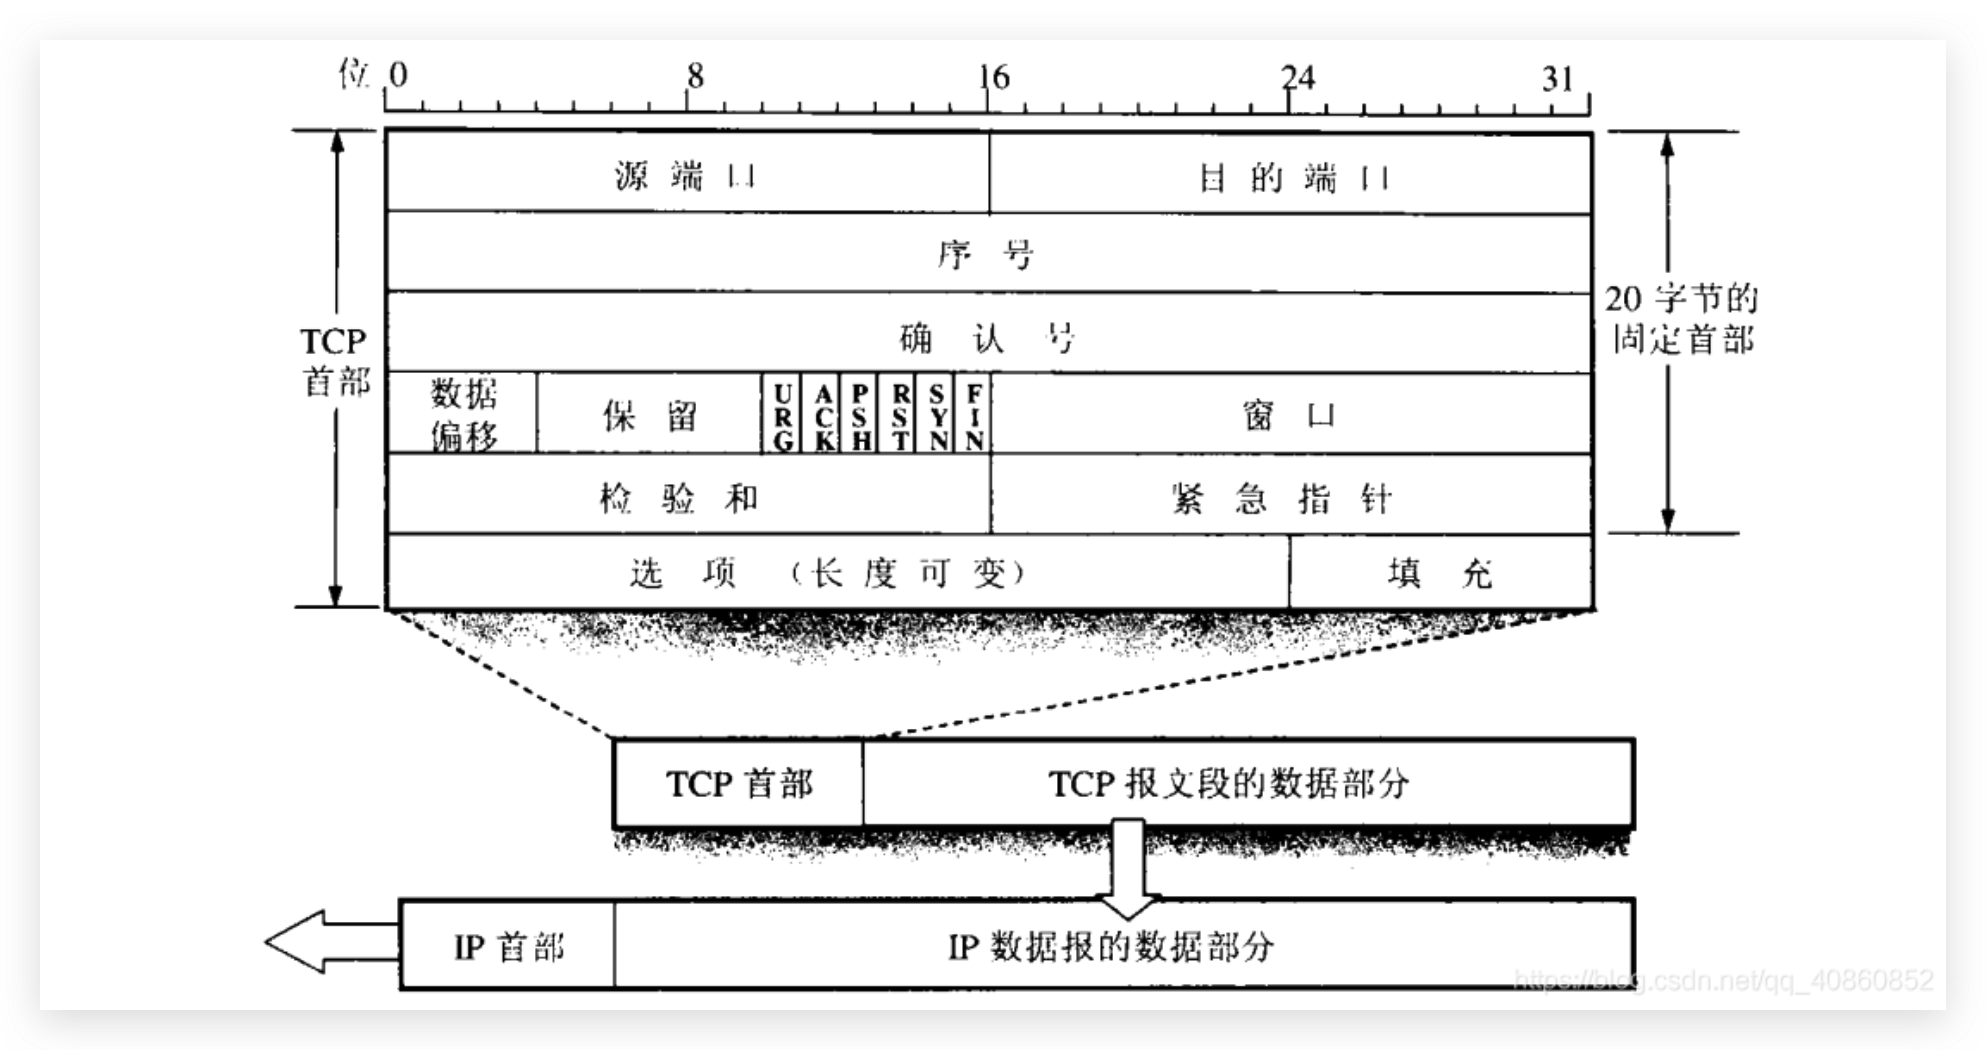 位 0 8 16 24 31
源端口 目的端口
序号
确认号
TCP
首部
20 字节的
固定首部
数据
偏移
保留
URG
ACK
PSH
RST
SYN
FIN
窗口
检验和 紧急指针
选项（长度可变） 填充
TCP 首部 TCP 报文段的数据部分
IP 首部 IP 数据报的数据部分
https://blog.csdn.net/qq_40860852